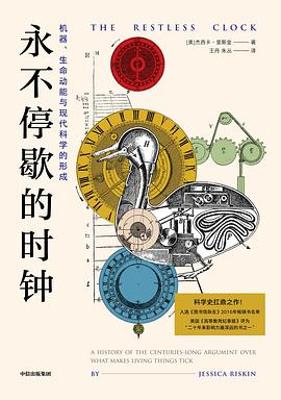 THE RESTLESS CLOCK
[美]杰西卡·里斯金 著
王丹 朱丛 译
永不停歇的时钟
机器、生命动能与现代科学的形成
科学史扛鼎之作!
入选《图书馆杂志》2016年畅销书名单
美国《高等教育纪事报》评为
“二十年来影响力最深远的书之一”
A HISTORY OF THE CENTURIES-LONG ARGUMENT OVER
WHAT MAKES LIVING THINGS TICK
BY JESSICA RISKIN
中信出版集团